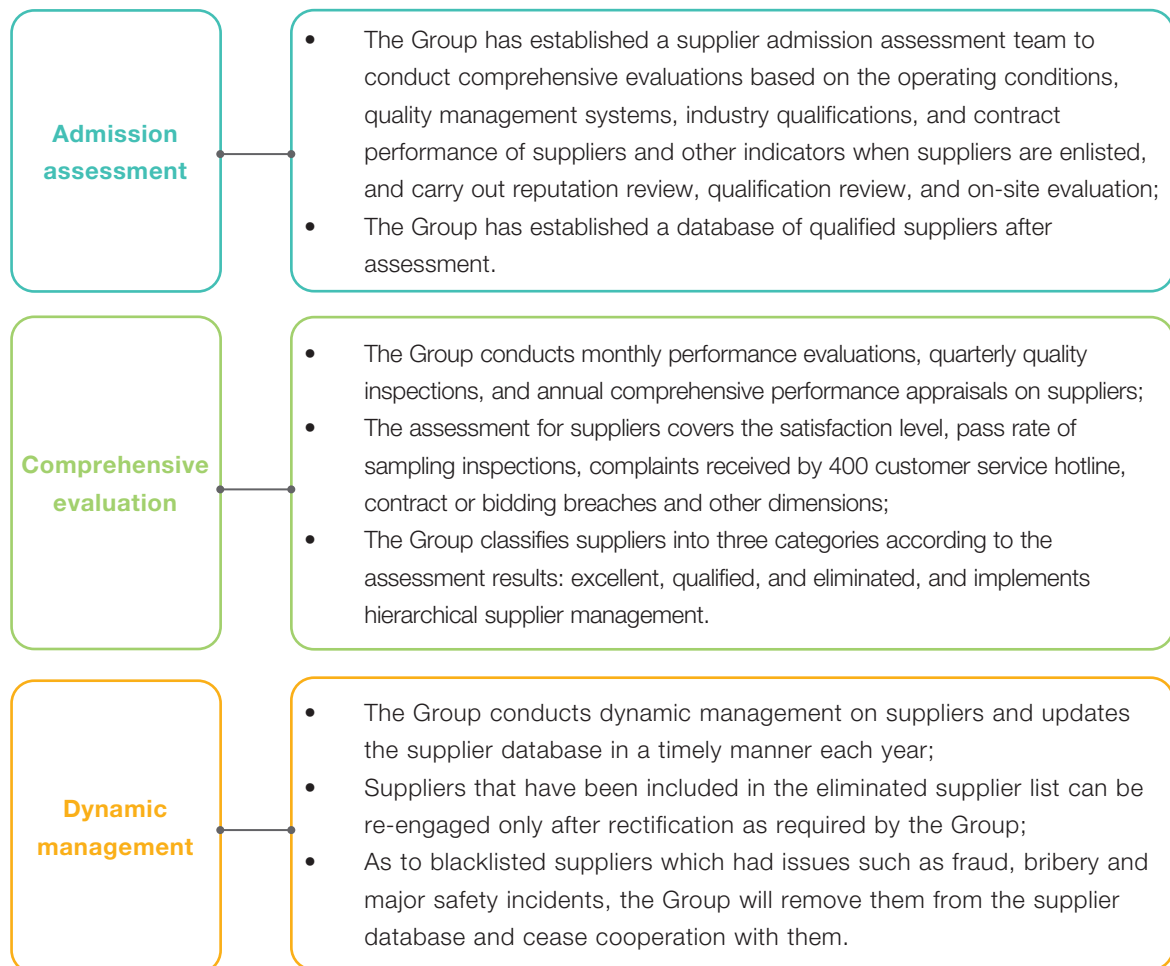 Admission
assessment
• The Group has established a supplier admission assessment team to
conduct comprehensive evaluations based on the operating conditions,
quality management systems, industry qualifications, and contract
performance of suppliers and other indicators when suppliers are enlisted,
and carry out reputation review, qualification review, and on-site evaluation;
• The Group has established a database of qualified suppliers after
assessment.
Comprehensive
evaluation
• The Group conducts monthly performance evaluations, quarterly quality
inspections, and annual comprehensive performance appraisals on suppliers;
• The assessment for suppliers covers the satisfaction level, pass rate of
sampling inspections, complaints received by 400 customer service hotline,
contract or bidding breaches and other dimensions;
• The Group classifies suppliers into three categories according to the
assessment results: excellent, qualified, and eliminated, and implements
hierarchical supplier management.
Dynamic
management
• The Group conducts dynamic management on suppliers and updates
the supplier database in a timely manner each year;
• Suppliers that have been included in the eliminated supplier list can be
re-engaged only after rectification as required by the Group;
• As to blacklisted suppliers which had issues such as fraud, bribery and
major safety incidents, the Group will remove them from the supplier
database and cease cooperation with them.